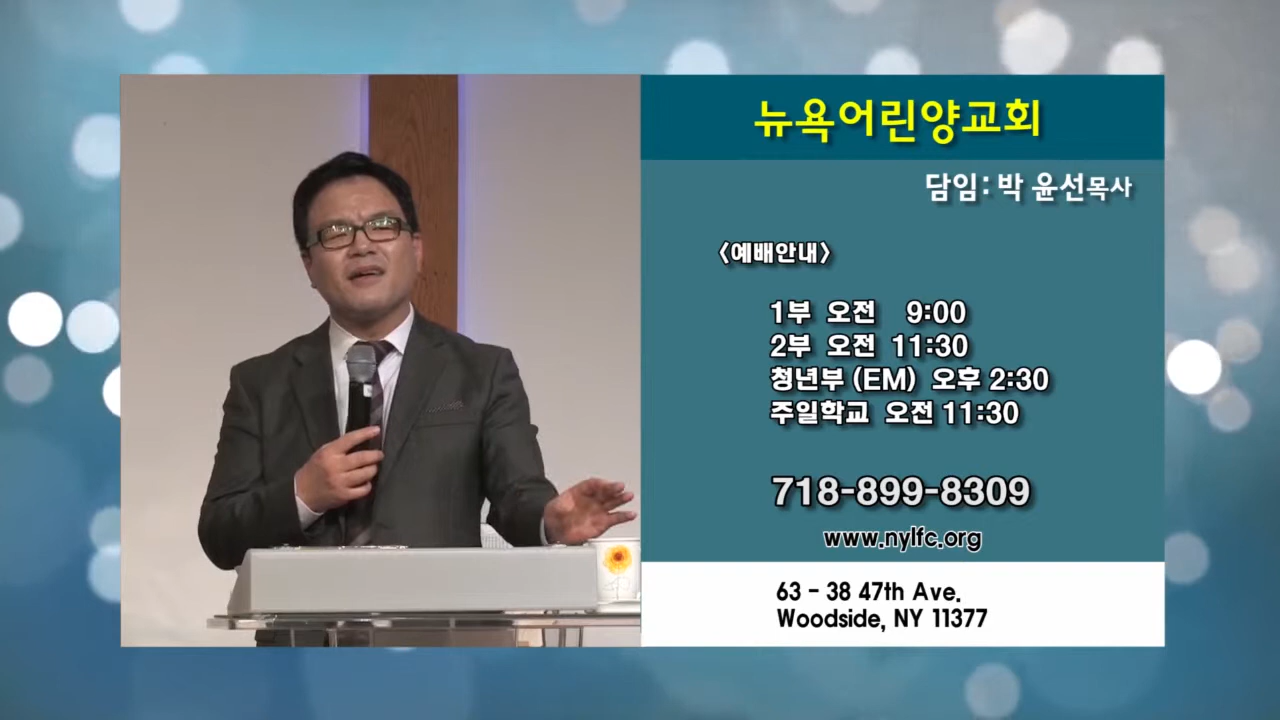 뉴욕어린양교회
담임: 박 윤선목사
<예배안내>
1부 오전 9:00
2부 오전 11:30
청년부 (EM) 오후 2:30
주일학교 오전 11:30
718-899-8309
www.nylfc.org
63 - 38 47th Ave.
Woodside, NY 11377